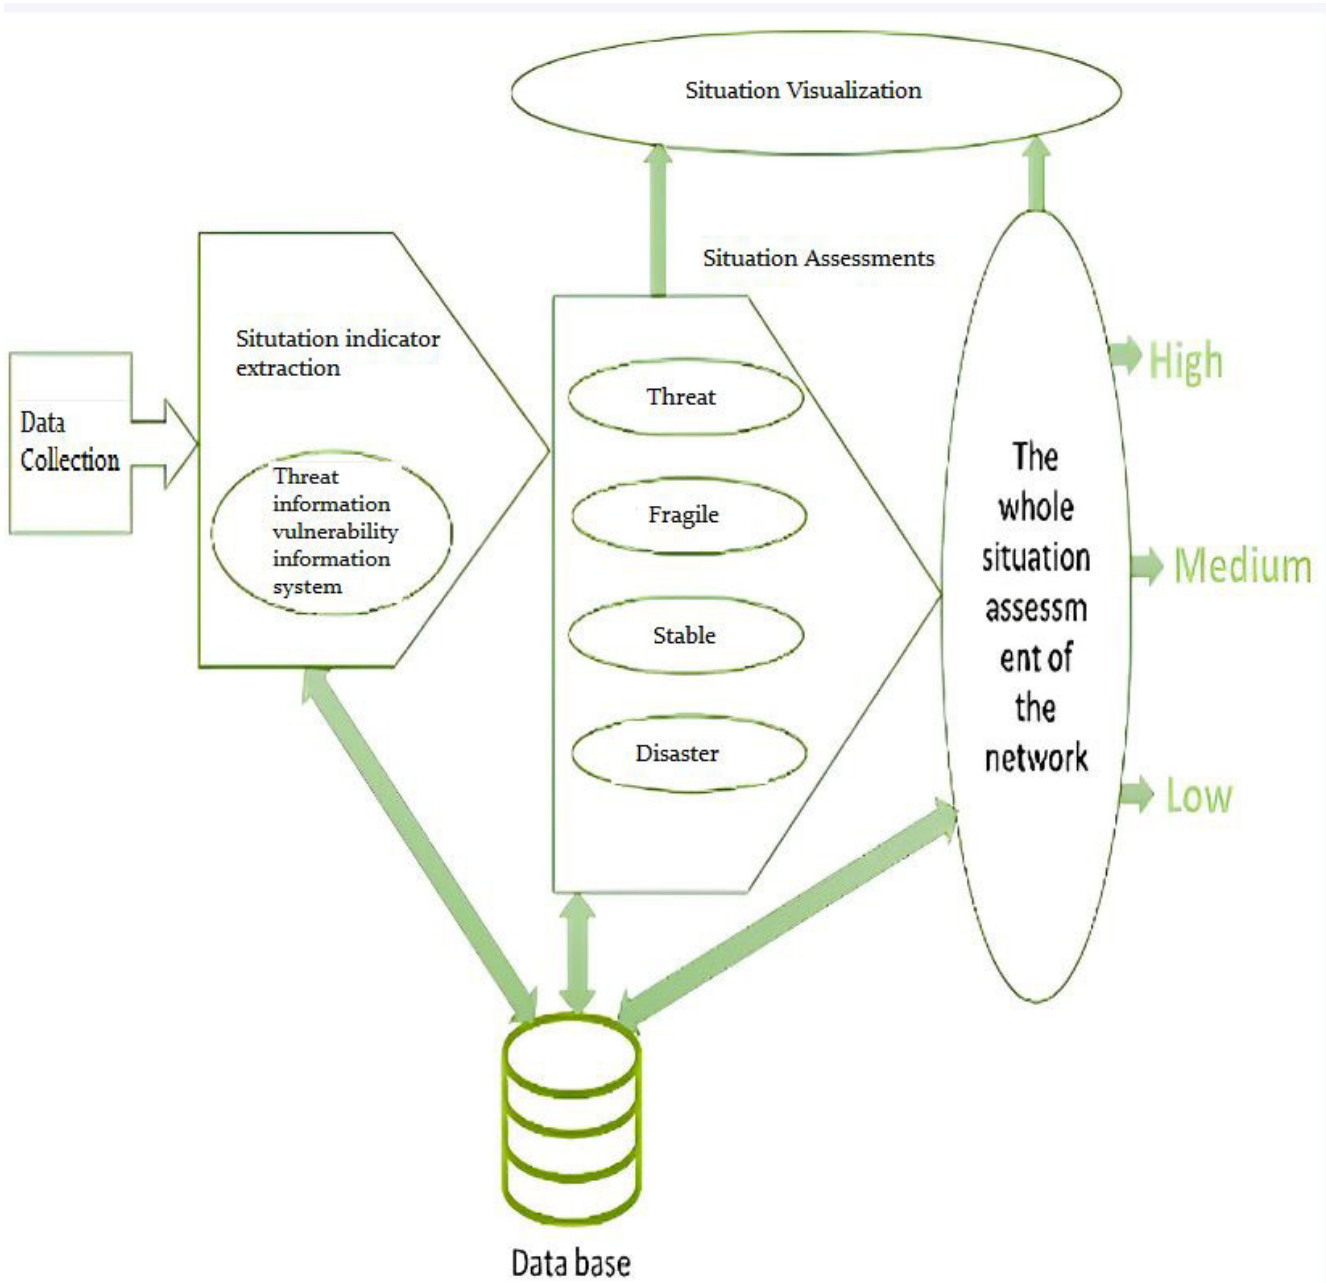 Situation Visualization
Situation Assessments
Situtation indicator
extraction
Data
Collection
Threat
information
vulnerability
information
system
Threat
Fragile
Stable
Disaster
The
whole
situation
assessm
ent of
the
network
High
Medium
Low
Data base